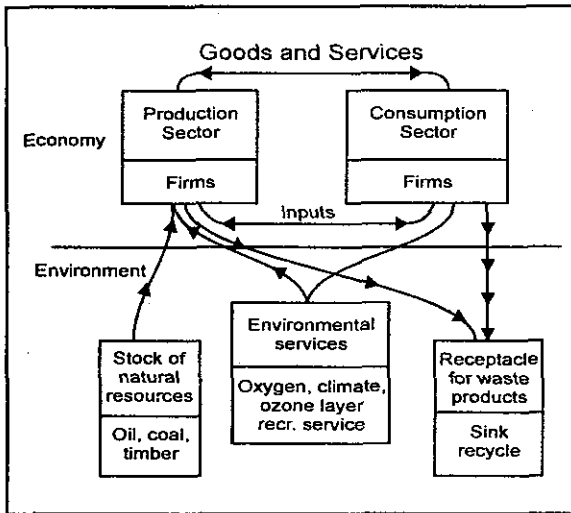 Goods and Services
Production
Sector
Firms
Consumption
Sector
Firms
Economy
Inputs
Environment
Stock of
natural
resources
Oil, coal,
timber
Environmental
services
Oxygen, climate,
ozone layer
recr. service
Receptacle
for waste
products
Sink
recycle